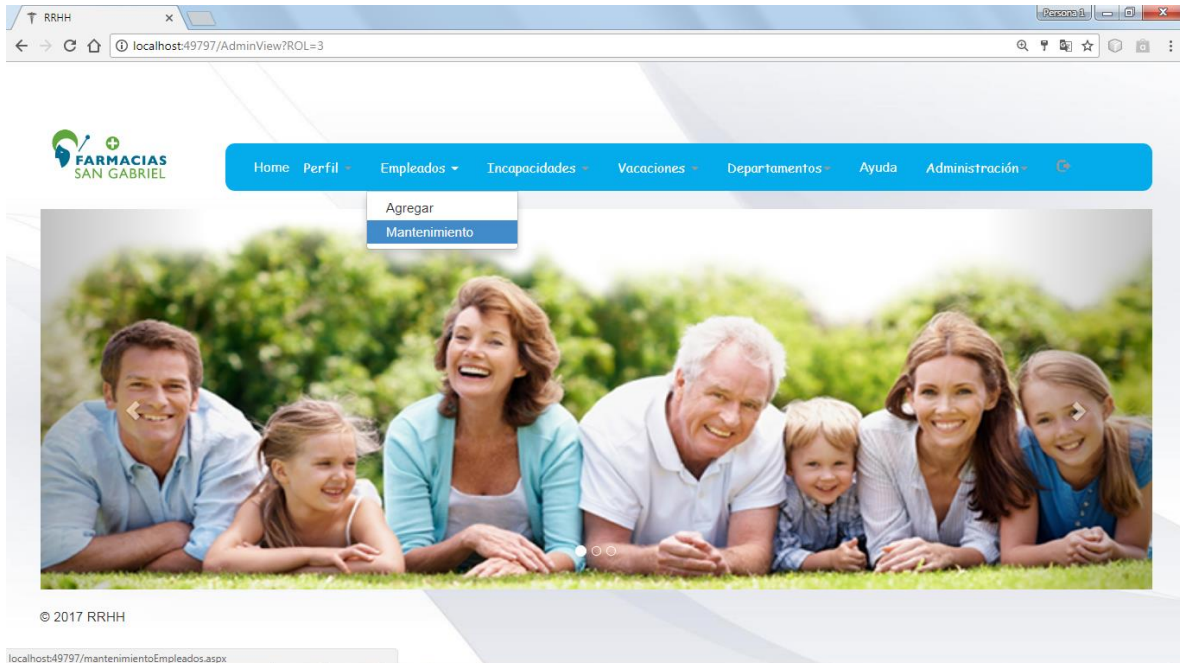 RRHH
Persona 1
localhost:49797/AdminView?ROL=3
FARMACIAS
SAN GABRIEL
Home Perfil Empleados Incapacidades Vacaciones Departamentos Ayuda Administración
Agregar
Mantenimiento
© 2017 RRHH
localhost:49797/mantenimientoEmpleados.aspx